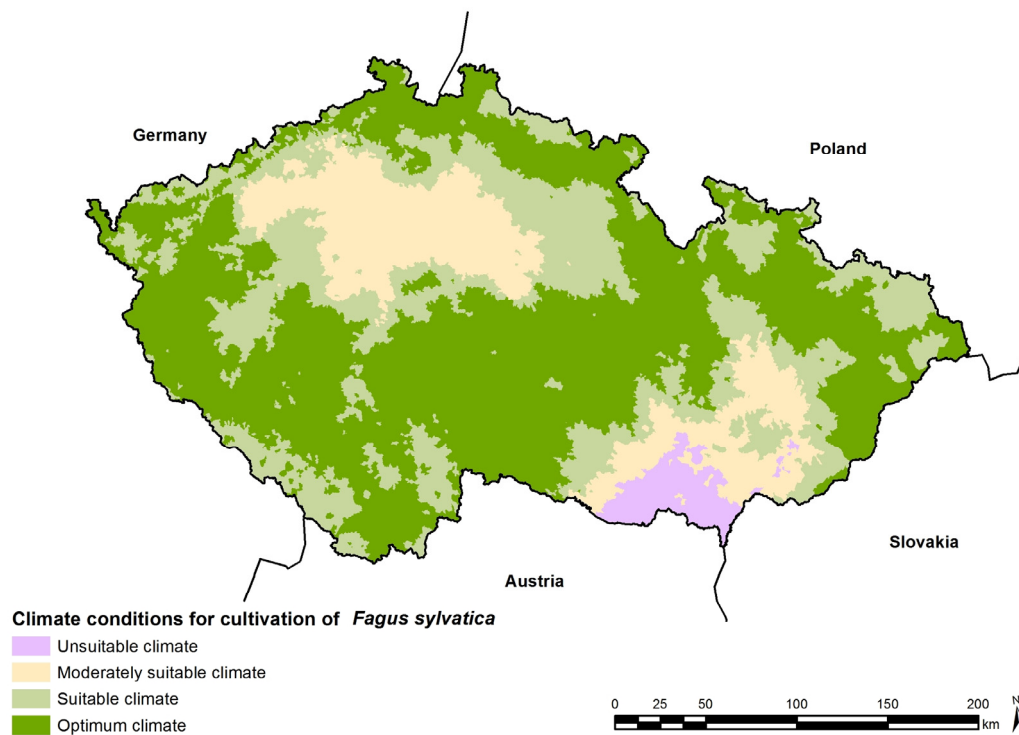 Germany
Poland
Slovakia
Austria
Climate conditions for cultivation of Fagus sylvatica
Unsuitable climate
Moderately suitable climate
Suitable climate
Optimum climate
N
0 25 50 100 150 200
km